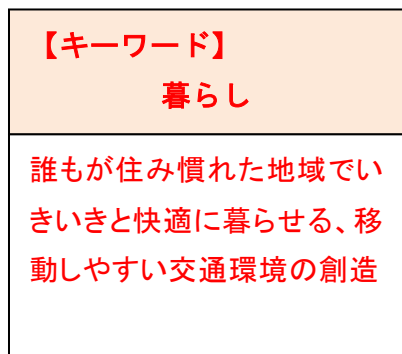 【キーワード】
暮らし
誰もが住み慣れた地域でい
きいきと快適に暮らせる、移
動しやすい交通環境の創造